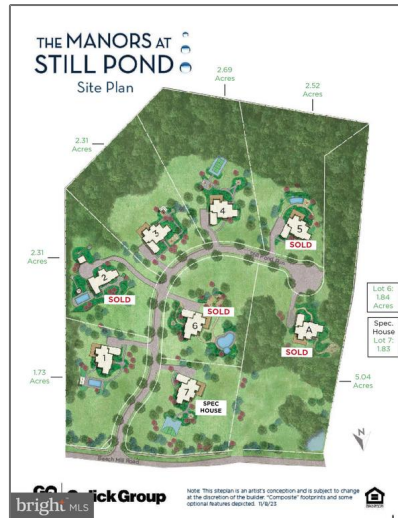 THE MANORS AT
STILL POND
Site Plan
2.69
Acres
2.52
Acres
2.31
Acres
4
3
5
SOLD
2.31
Acres
2
SOLD
6
SOLD
A
SOLD
Lot 6:
1.84
Acres
Spec.
House
Lot 7:
1.83
1
1.73
Acres
7
SPEC
HOUSE
5.04
Acres
N
Beach Hill Road
Group
Note: This siteplan is an artist's conception and is subject to change
at the discretion of the builder. "Composite" footprints and some
optional features depicted. 11/8/23
bright MLS